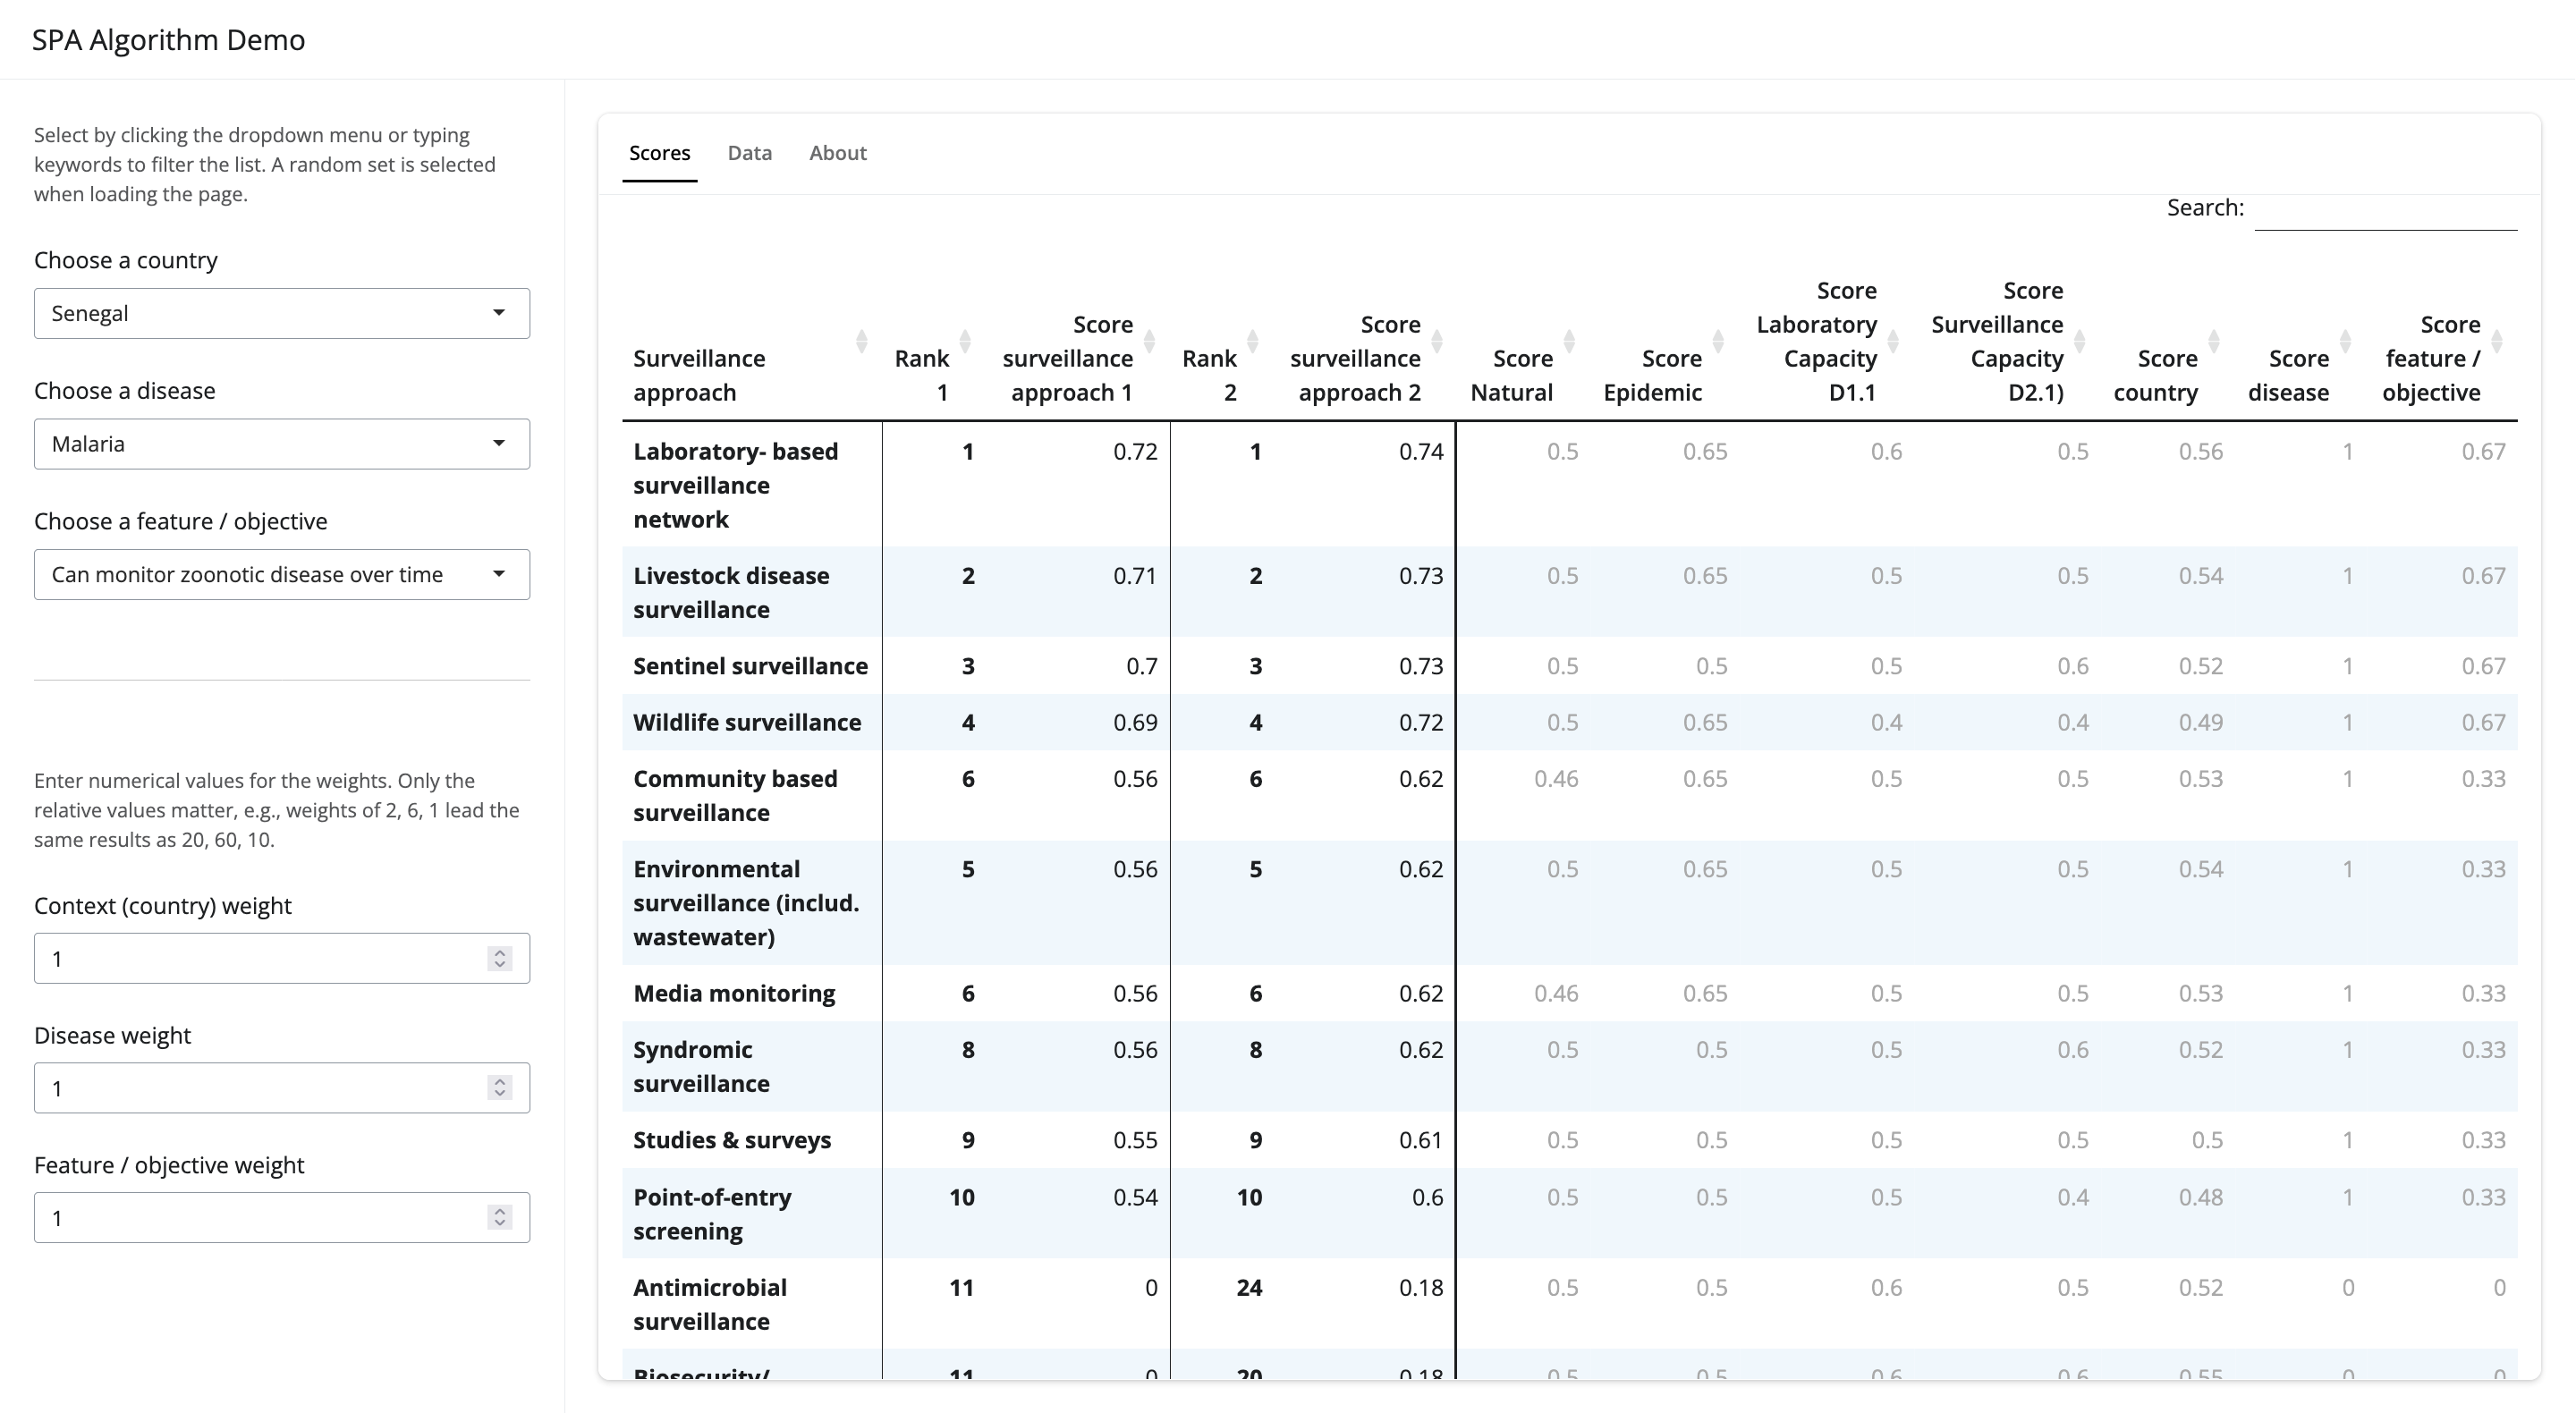 SPA Algorithm Demo
Select by clicking the dropdown menu or typing
keywords to filter the list. A random set is selected
when loading the page.
Choose a country
Senegal
Choose a disease
Malaria
Choose a feature / objective
Can monitor zoonotic disease over time
Enter numerical values for the weights. Only the
relative values matter, e.g., weights of 2, 6, 1 lead the
same results as 20, 60, 10.
Context (country) weight
1
Disease weight
1
Feature / objective weight
1
Scores Data About
Search:
Surveillance
approach
Rank
1
Score
surveillance
approach 1
Rank
2
Score
surveillance
approach 2
Score
Natural
Score
Epidemic
Score
Laboratory
Capacity
D1.1
Score
Surveillance
Capacity
D2.1)
Score
country
Score
disease
Score
feature /
objective
Laboratory- based 1 0.72 1 0.74 0.5 0.65 0.6 0.5 0.56 1 0.67
surveillance
network
Livestock disease 2 0.71 2 0.73 0.5 0.65 0.5 0.5 0.54 1 0.67
surveillance
Sentinel surveillance 3 0.7 3 0.73 0.5 0.5 0.5 0.6 0.52 1 0.67
Wildlife surveillance 4 0.69 4 0.72 0.5 0.65 0.4 0.4 0.49 1 0.67
Community based 6 0.56 6 0.62 0.46 0.65 0.5 0.5 0.53 1 0.33
surveillance
Environmental 5 0.56 5 0.62 0.5 0.65 0.5 0.5 0.54 1 0.33
surveillance (includ.
wastewater)
Media monitoring 6 0.56 6 0.62 0.46 0.65 0.5 0.5 0.53 1 0.33
Syndromic 8 0.56 8 0.62 0.5 0.5 0.5 0.6 0.52 1 0.33
surveillance
Studies & surveys 9 0.55 9 0.61 0.5 0.5 0.5 0.5 0.5 1 0.33
Point-of-entry 10 0.54 10 0.6 0.5 0.5 0.5 0.4 0.48 1 0.33
screening
Antimicrobial 11 0 24 0.18 0.5 0.5 0.6 0.5 0.52 0 0
surveillance
Biosecurity/ 11 0 20 0.18 0.5 0.5 0.6 0.6 0.55 0 0